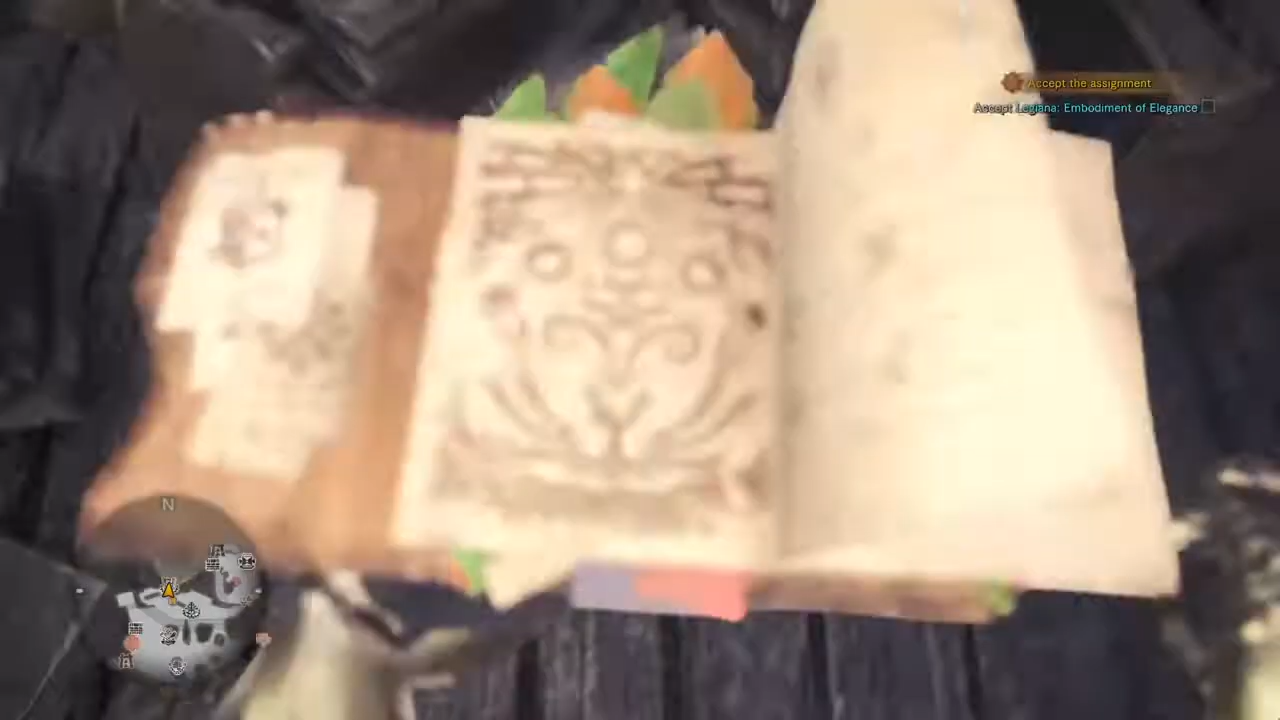 Accept the assignment
Accept Legiana: Embodiment of Elegance
N